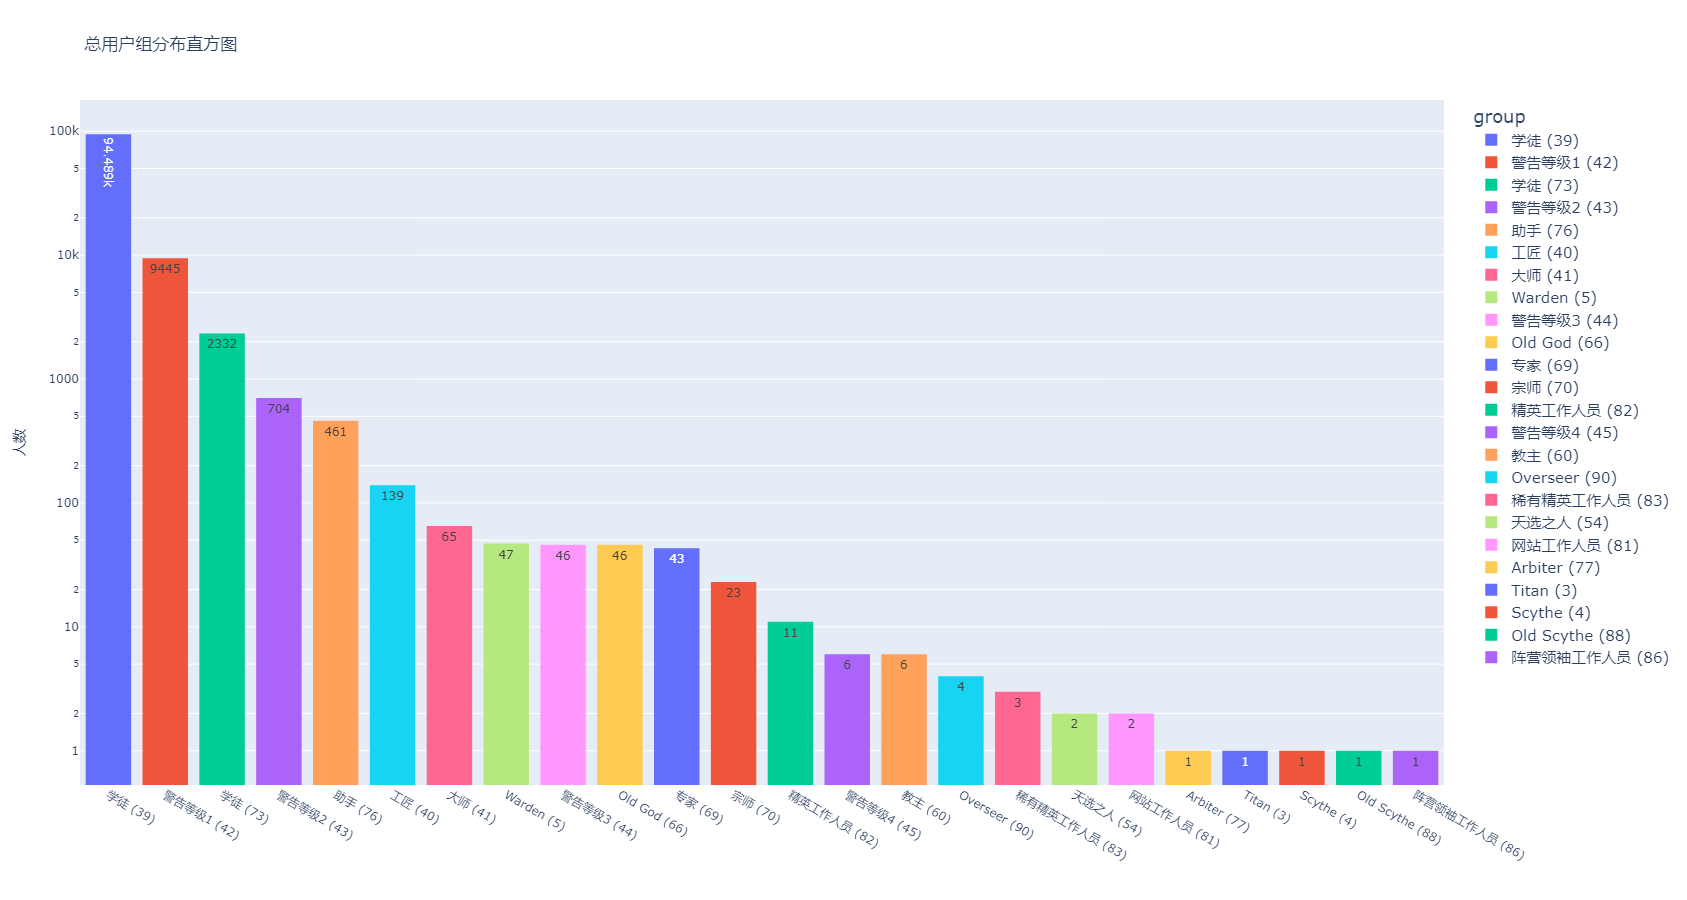 总用户组分布直方图
人数
100k
5
2
10k
5
2
1000
5
2
100
5
2
10
5
2
1
94.489k
9445
2332
704
461
139
65
47
46
46
43
23
11
6
6
4
3
2
2
1
1
1
1
1
学徒 (39)
警告等级1 (42)
学徒 (73)
警告等级2 (43)
助手 (76)
工匠 (40)
大师 (41)
Warden (5)
警告等级3 (44)
Old God (66)
专家 (69)
宗师 (70)
精英工作人员 (82)
警告等级4 (45)
教主 (60)
Overseer (90)
稀有精英工作人员 (83)
天选之人 (54)
网站工作人员 (81)
Arbiter (77)
Titan (3)
Scythe (4)
Old Scythe (88)
阵营领袖工作人员 (86)
group
学徒 (39)
警告等级1 (42)
学徒 (73)
警告等级2 (43)
助手 (76)
工匠 (40)
大师 (41)
Warden (5)
警告等级3 (44)
Old God (66)
专家 (69)
宗师 (70)
精英工作人员 (82)
警告等级4 (45)
教主 (60)
Overseer (90)
稀有精英工作人员 (83)
天选之人 (54)
网站工作人员 (81)
Arbiter (77)
Titan (3)
Scythe (4)
Old Scythe (88)
阵营领袖工作人员 (86)